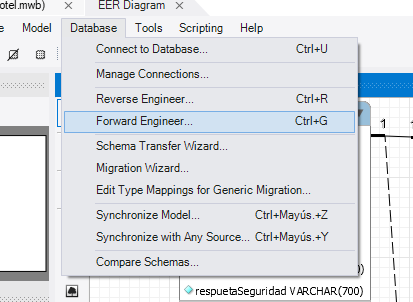 otel.mwb)
EER Diagram
Model Database Tools Scripting Help
Connect to Database... Ctrl+U
Manage Connections...
Reverse Engineer... Ctrl+R
Forward Engineer... Ctrl+G
Schema Transfer Wizard...
Migration Wizard...
Edit Type Mappings for Generic Migration...
Synchronize Model... Ctrl+Mayús.+Z
Synchronize with Any Source... Ctrl+Mayús.+Y
Compare Schemas...
respuetaSeguridad VARCHAR(700)
1
1